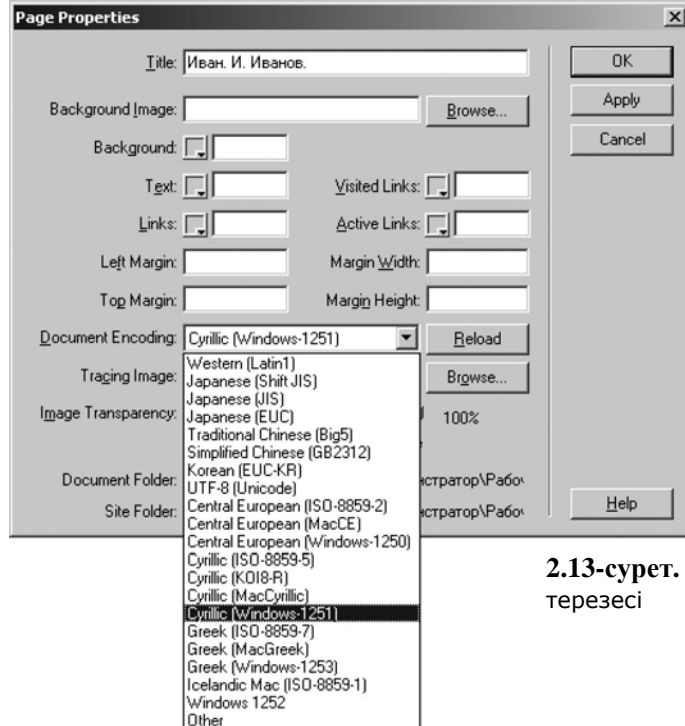 Page Properties
Title: Иван. И. Иванов.
OK
Background Image:
Browse...
Apply
Background:
Cancel
Text:
Visited Links:
Links:
Active Links:
Left Margin:
Margin Width:
Top Margin:
Margin Height:
Document Encoding: Cyrillic (Windows-1251)
Reload
Western (Latin1)
Tracing Image:
Japanese (Shift JIS)
Browse...
Japanese (JIS)
Image Transparency:
Japanese (EUC)
100%
Traditional Chinese (Big5)
Simplified Chinese (GB2312)
Korean (EUC-KR)
Document Folder:
UTF-8 (Unicode)
истратор\Рабоч
Central European (ISO-8859-2)
Site Folder:
Central European (MacCE)
истратор\Рабоч
Help
Central European (Windows-1250)
Cyrillic (ISO-8859-5)
Cyrillic (KOI8-R)
Cyrillic (MacCyrillic)
Cyrillic (Windows-1251)
Greek (ISO-8859-7)
Greek (MacGreek)
Greek (Windows-1253)
Icelandic Mac (ISO-8859-1)
Windows 1252
Other
2.13-сурет.
терезесі